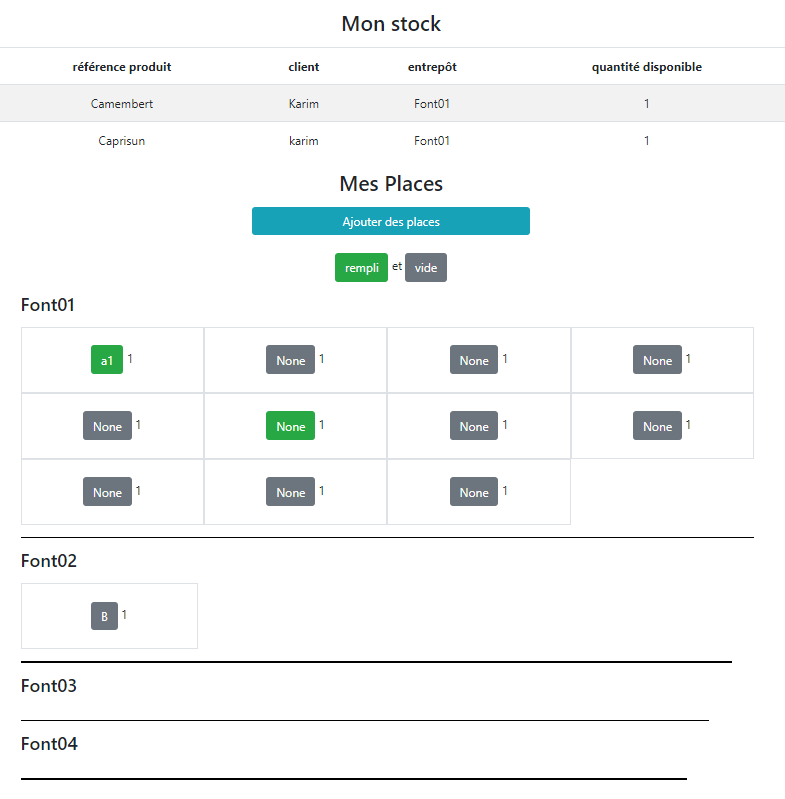 Mon stock
référence produit client entrepôt quantité disponible
Camembert Karim Font01 1
Caprisun karim Font01 1
Mes Places
Ajouter des places
rempli et vide
Font01
a1 1 None 1 None 1 None 1
None 1 None 1 None 1 None 1
None 1 None 1 None 1
Font02
B 1
Font03
Font04